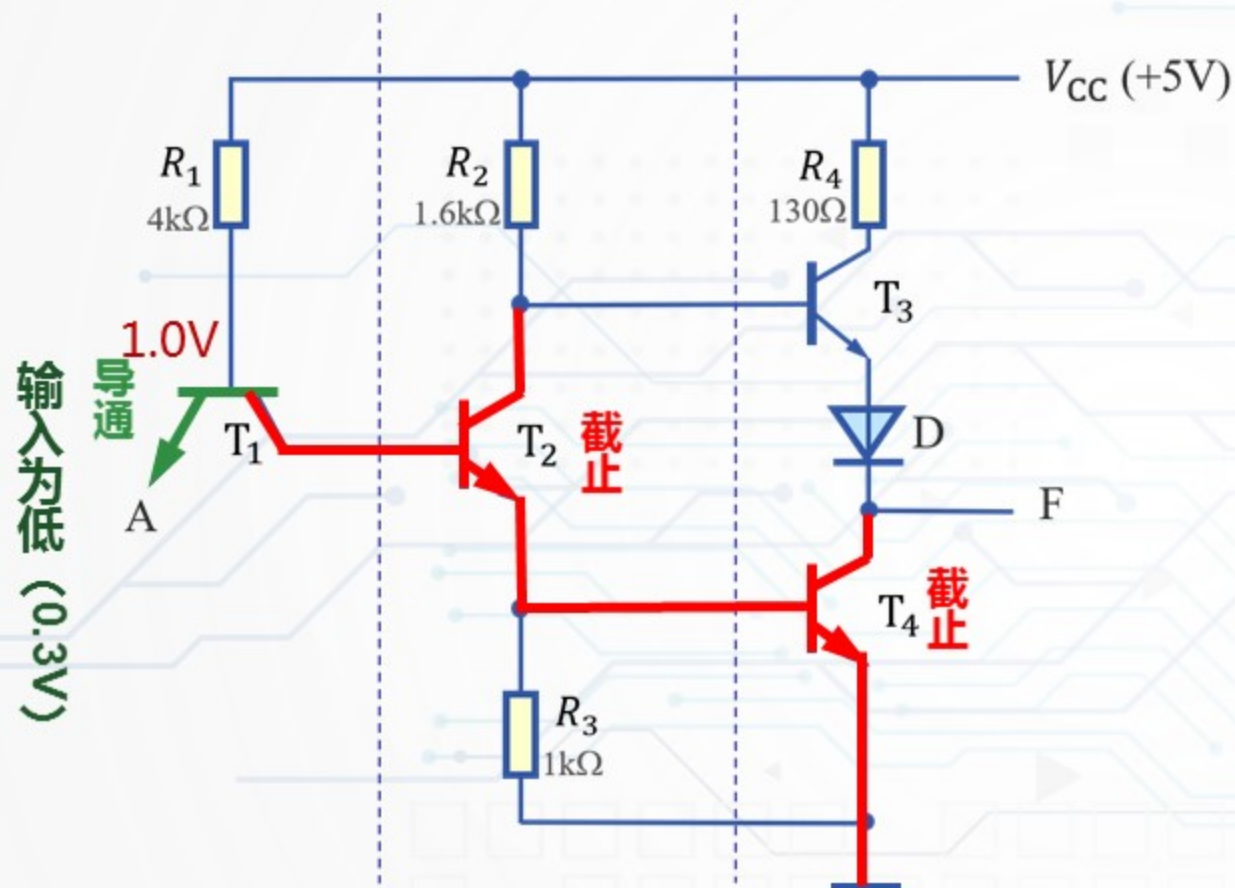 V_CC (+5V)
R₁
4kΩ
R₂
1.6kΩ
R₄
130Ω
T₃
1.0V
导通
输入为低（0.3V）
T₁
A
T₂
截止
D
F
T₄
截止
R₃
1kΩ